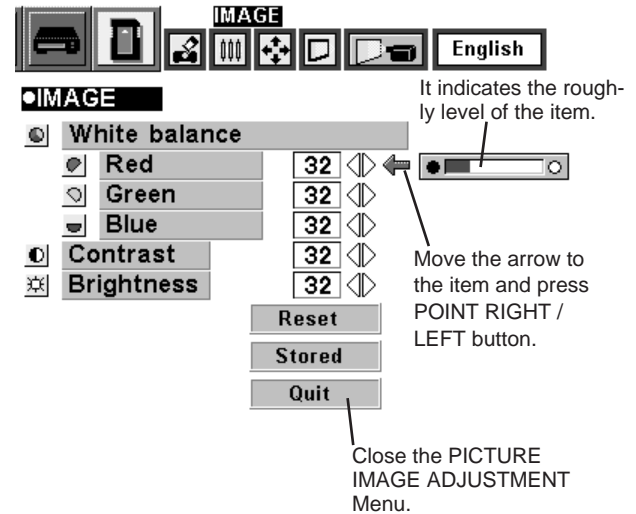 IMAGE
English
●IMAGE
It indicates the rough-
ly level of the item.
White balance
Red 32
Green 32
Blue 32
Contrast 32
Brightness 32
Move the arrow to
the item and press
POINT RIGHT /
LEFT button.
Reset
Stored
Quit
Close the PICTURE
IMAGE ADJUSTMENT
Menu.